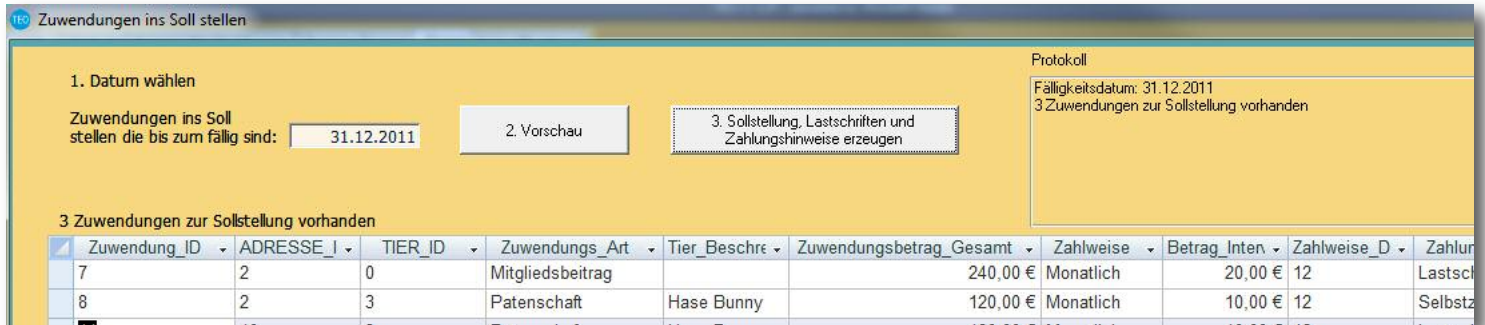 TEO Zuwendungen ins Soll stellen
1. Datum wählen
Zuwendungen ins Soll
stellen die bis zum fällig sind: 31.12.2011
2. Vorschau
3. Sollstellung, Lastschriften und
Zahlungshinweise erzeugen
Protokoll
Fälligkeitsdatum: 31.12.2011
3 Zuwendungen zur Sollstellung vorhanden
3 Zuwendungen zur Sollstellung vorhanden
Zuwendung_ID ADRESSE_I TIER_ID Zuwendungs_Art Tier_Beschre Zuwendungsbetrag_Gesamt Zahlweise Betrag_Inten Zahlweise_D Zahlun
7 2 0 Mitgliedsbeitrag 240,00 € Monatlich 20,00 € 12 Lastsch
8 2 3 Patenschaft Hase Bunny 120,00 € Monatlich 10,00 € 12 Selbstz